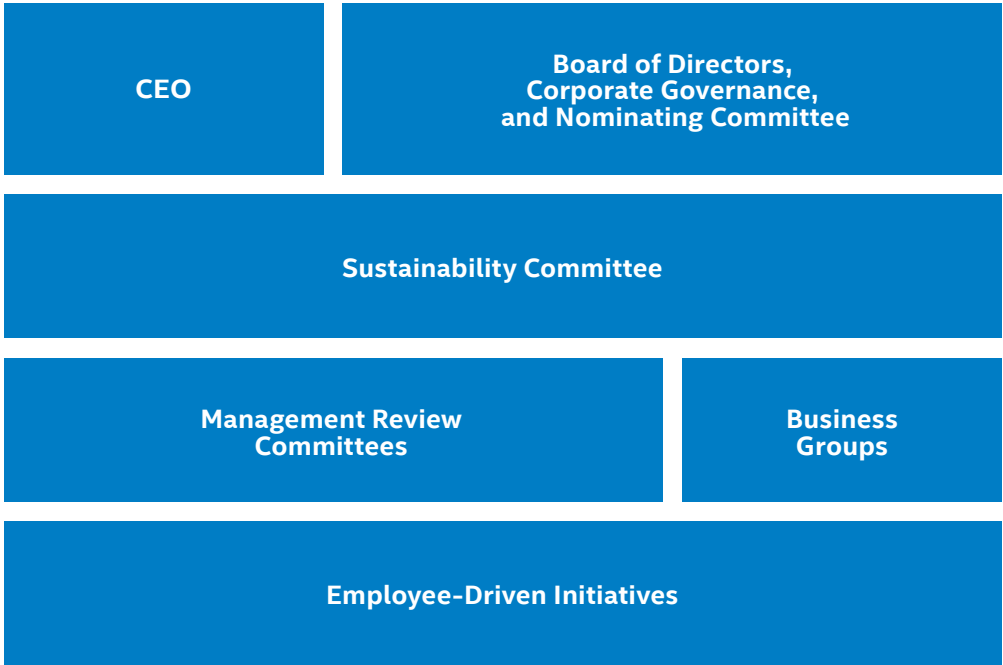 CEO
Board of Directors,
Corporate Governance,
and Nominating Committee
Sustainability Committee
Management Review
Committees
Business
Groups
Employee-Driven Initiatives